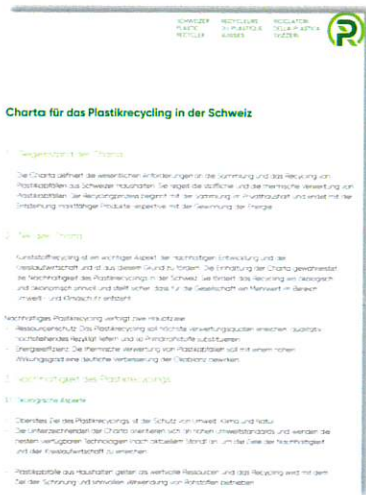 SCHWEIZER RECYCLEURS RICICLATORI
PLASTIC DU PLASTIQUE DELLA PLASTICA
RECYCLER SUISSES SVIZZERI
Charta für das Plastikrecycling in der Schweiz
1. Gegenstand der Charta
Die Charta definiert die wesentlichen Anforderungen an die Sammlung und das Recycling von
Plastikabfällen aus Schweizer Haushalten. Sie regelt die stoffliche und die thermische Verwertung von
Plastikabfällen. Der Recyclingprozess beginnt mit der Sammlung im Privathaushalt und endet mit der
Entstehung marktfähiger Produkte respektive mit der Gewinnung der Energie.
2. Ziel der Charta
Kunststoffrecycling ist ein wichtiger Aspekt der nachhaltigen Entwicklung und der
Kreislaufwirtschaft und ist aus diesem Grund zu fördern. Die Einhaltung der Charta gewährleistet
die Nachhaltigkeit des Plastikrecyclings in der Schweiz. Sie fördert das Recycling wo ökologisch
und ökonomisch sinnvoll und stellt sicher, dass für die Gesellschaft ein Mehrwert im Bereich
Umwelt- und Klimaschutz entsteht.
Nachhaltiges Plastikrecycling verfolgt zwei Hauptziele:
- Ressourcenschutz: Das Plastikrecycling soll höchste Verwertungsquoten erreichen, qualitativ
hochstehendes Rezyklat liefern und so Primärrohstoffe substituieren.
- Energieeffizienz: Die thermische Verwertung von Plastikabfällen soll mit einem hohen
Wirkungsgrad eine deutliche Verbesserung der Ökobilanz bewirken.
3. Nachhaltigkeit des Plastikrecyclings
3.1 Ökologische Aspekte
- Oberstes Ziel des Plastikrecyclings ist der Schutz von Umwelt, Klima und Natur.
- Die Unterzeichnenden der Charta orientieren sich an hohen Umweltstandards und wenden die
besten verfügbaren Technologien (nach aktuellem Stand) an, um die Ziele der Nachhaltigkeit
und der Kreislaufwirtschaft zu erreichen.
- Plastikabfälle aus Haushalten gelten als wertvolle Ressourcen und das Recycling wird mit dem
Ziel der Schonung und sinnvollen Verwendung von Rohstoffen betrieben.